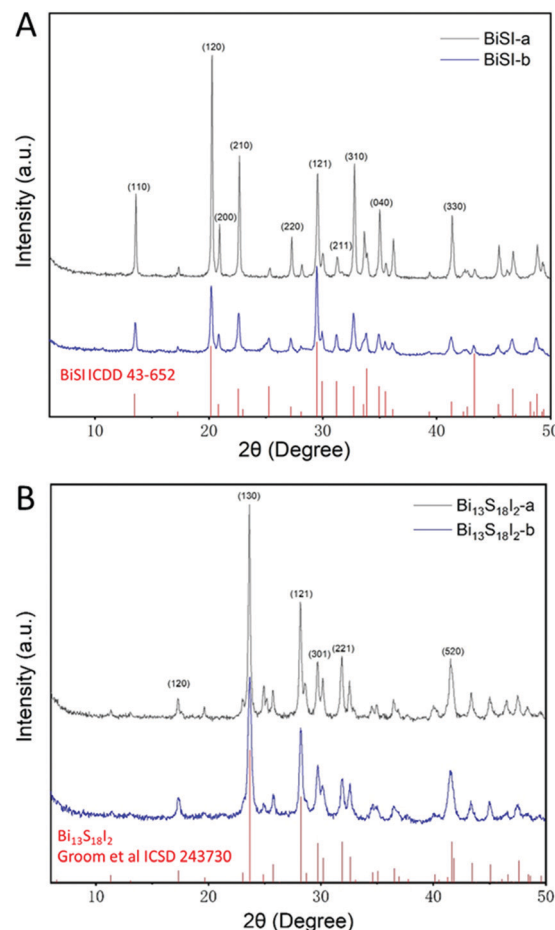 A
BiSI-a
BiSI-b
(120)
(210)
(310)
(121)
(110)
(200)
(040)
(330)
(220)
(211)
Intensity (a.u.)
BiSI ICDD 43-652
10 20 30 40 50
2θ (Degree)
B
Bi₁₃S₁₈I₂-a
Bi₁₃S₁₈I₂-b
(130)
(121)
(301)
(221)
(520)
(120)
Intensity (a.u.)
Bi₁₃S₁₈I₂
Groom et al ICSD 243730
10 20 30 40 50
2θ (Degree)